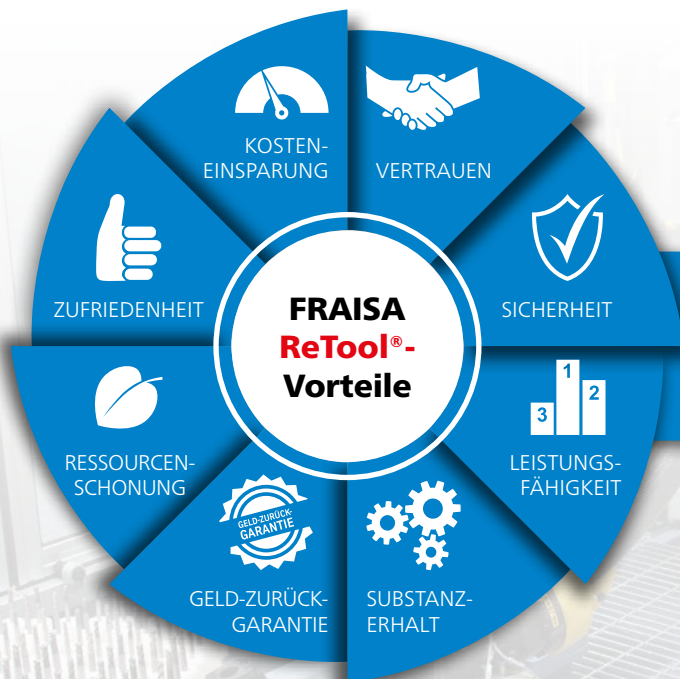 KOSTEN-
EINSPARUNG
VERTRAUEN
SICHERHEIT
1
2
3
LEISTUNGS-
FÄHIGKEIT
SUBSTANZ-
ERHALT
GELD-ZURÜCK-
GARANTIE
GELD-ZURÜCK-
GARANTIE
RESSOURCEN-
SCHONUNG
ZUFRIEDENHEIT
FRAISA
ReTool®-
Vorteile